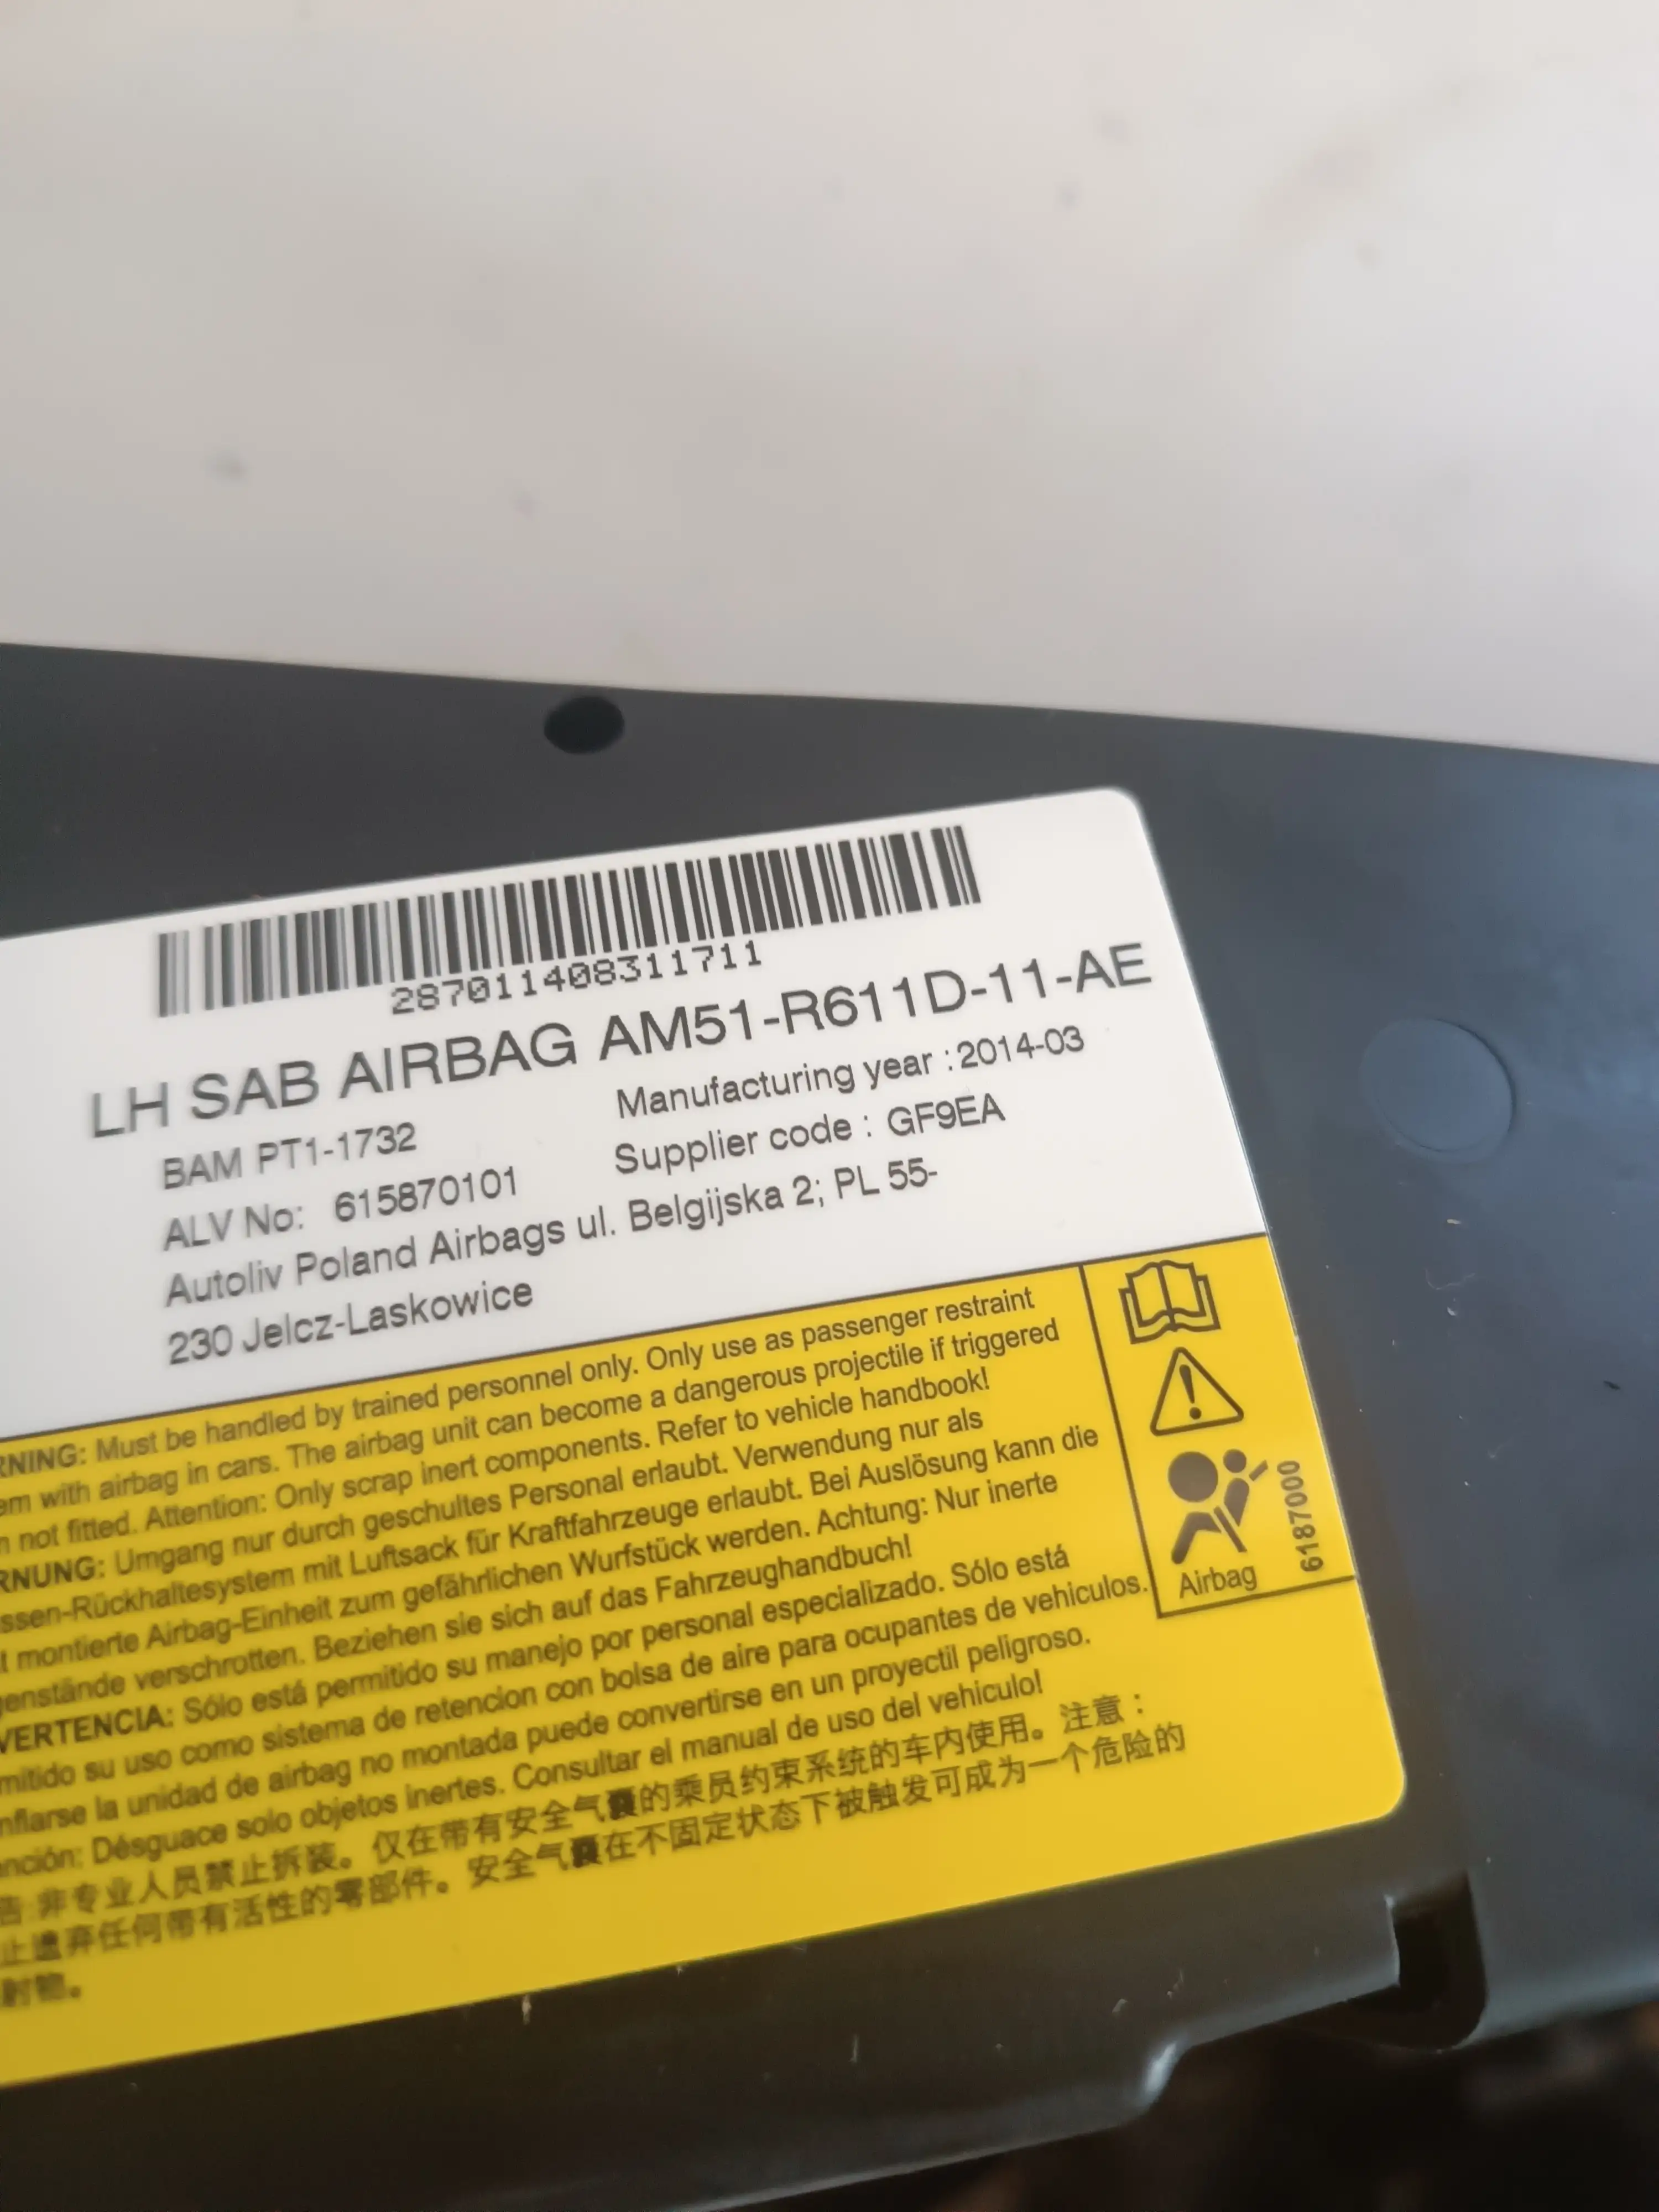 287011408311711
LH SAB AIRBAG AM51-R611D-11-AE
BAM PT1-1732
Manufacturing year : 2014-03
ALV No: 615870101
Supplier code : GF9EA
Autoliv Poland Airbags ul. Belgijska 2; PL 55-
230 Jelcz-Laskowice
RNING: Must be handled by trained personnel only. Only use as passenger restraint
em with airbag in cars. The airbag unit can become a dangerous projectile if triggered
n not fitted. Attention: Only scrap inert components. Refer to vehicle handbook!
RNUNG: Umgang nur durch geschultes Personal erlaubt. Verwendung nur als
ssen-Rückhaltesystem mit Luftsack für Kraftfahrzeuge erlaubt. Bei Auslösung kann die
t montierte Airbag-Einheit zum gefährlichen Wurfstück werden. Achtung: Nur inerte
genstände verschrotten. Beziehen sie sich auf das Fahrzeughandbuch!
VERTENCIA: Sólo está permitido su manejo por personal especializado. Sólo está
mitido su uso como sistema de retencion con bolsa de aire para ocupantes de vehiculos.
nflarse la unidad de airbag no montada puede convertirse en un proyectil peligroso.
nción: Désguace solo objetos inertes. Consultar el manual de uso del vehiculo!
告 非专业人员禁止拆装。仅在带有安全气囊的乘员约束系统的车内使用。注意：
止遗弃任何带有活性的零部件。安全气囊在不固定状态下被触发可成为一个危险的
射物。
Airbag
6187000